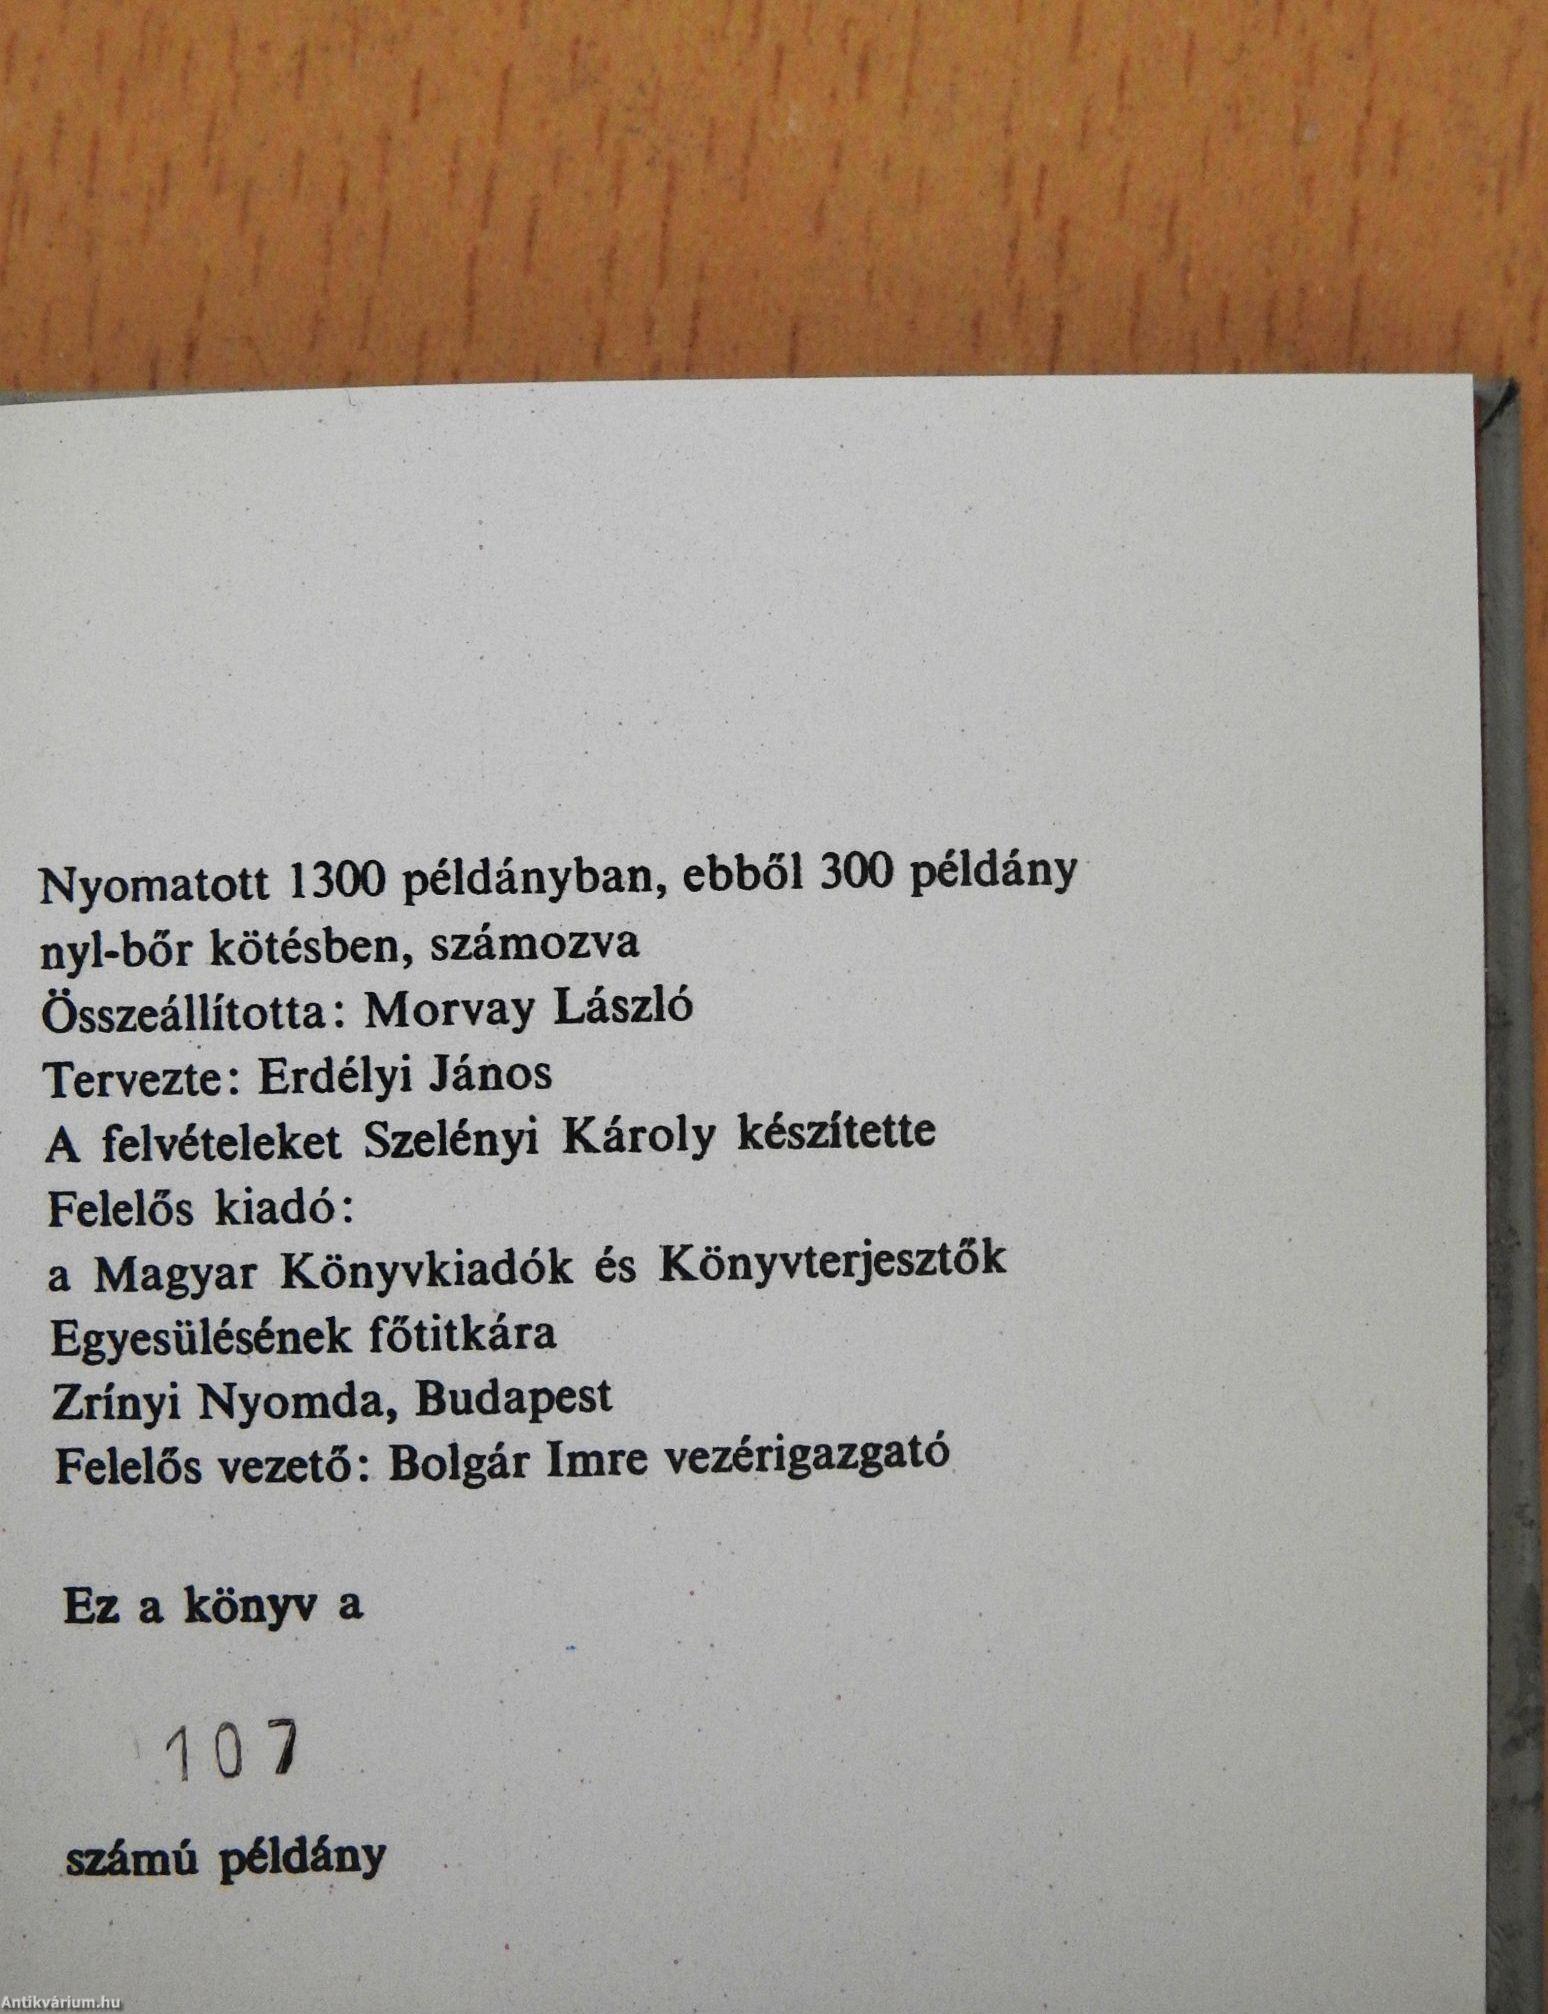 Nyomatott 1300 példányban, ebből 300 példány
nyl-bőr kötésben, számozva
Összeállította: Morvay László
Tervezte: Erdélyi János
A felvételeket Szelényi Károly készítette
Felelős kiadó:
a Magyar Könyvkiadók és Könyvterjesztők
Egyesülésének főtitkára
Zrínyi Nyomda, Budapest
Felelős vezető: Bolgár Imre vezérigazgató
Ez a könyv a
107
számú példány
Antikvárium.hu